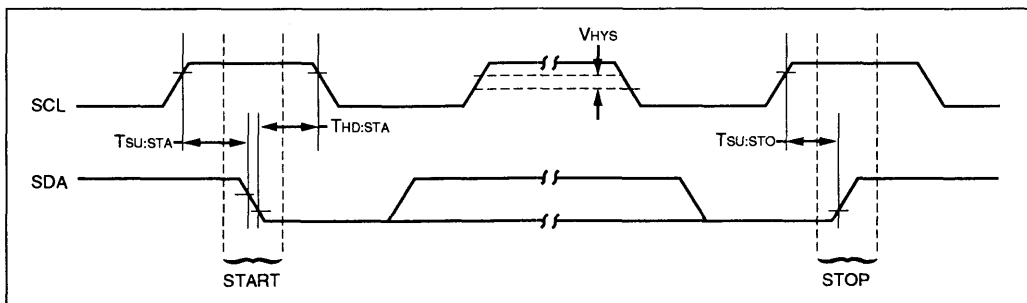 VHYS
SCL
THD:STA
TSU:STA
TSU:STO
SDA
START
STOP